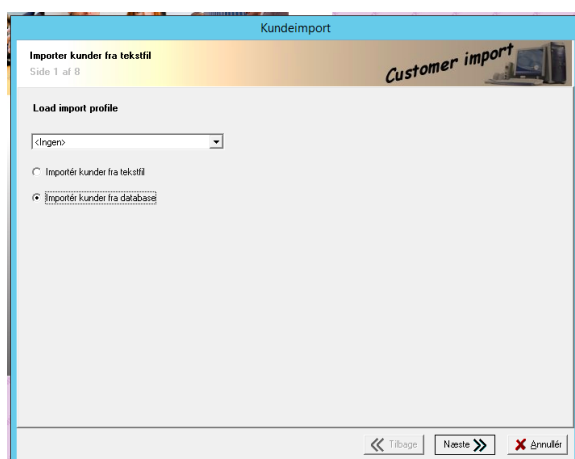 Kundeimport
Importer kunder fra tekstfil
Side 1 af 8
Customer import
Load import profile
<Ingen>
Importér kunder fra tekstfil
Importér kunder fra database
Tilbage
Næste
Annullér